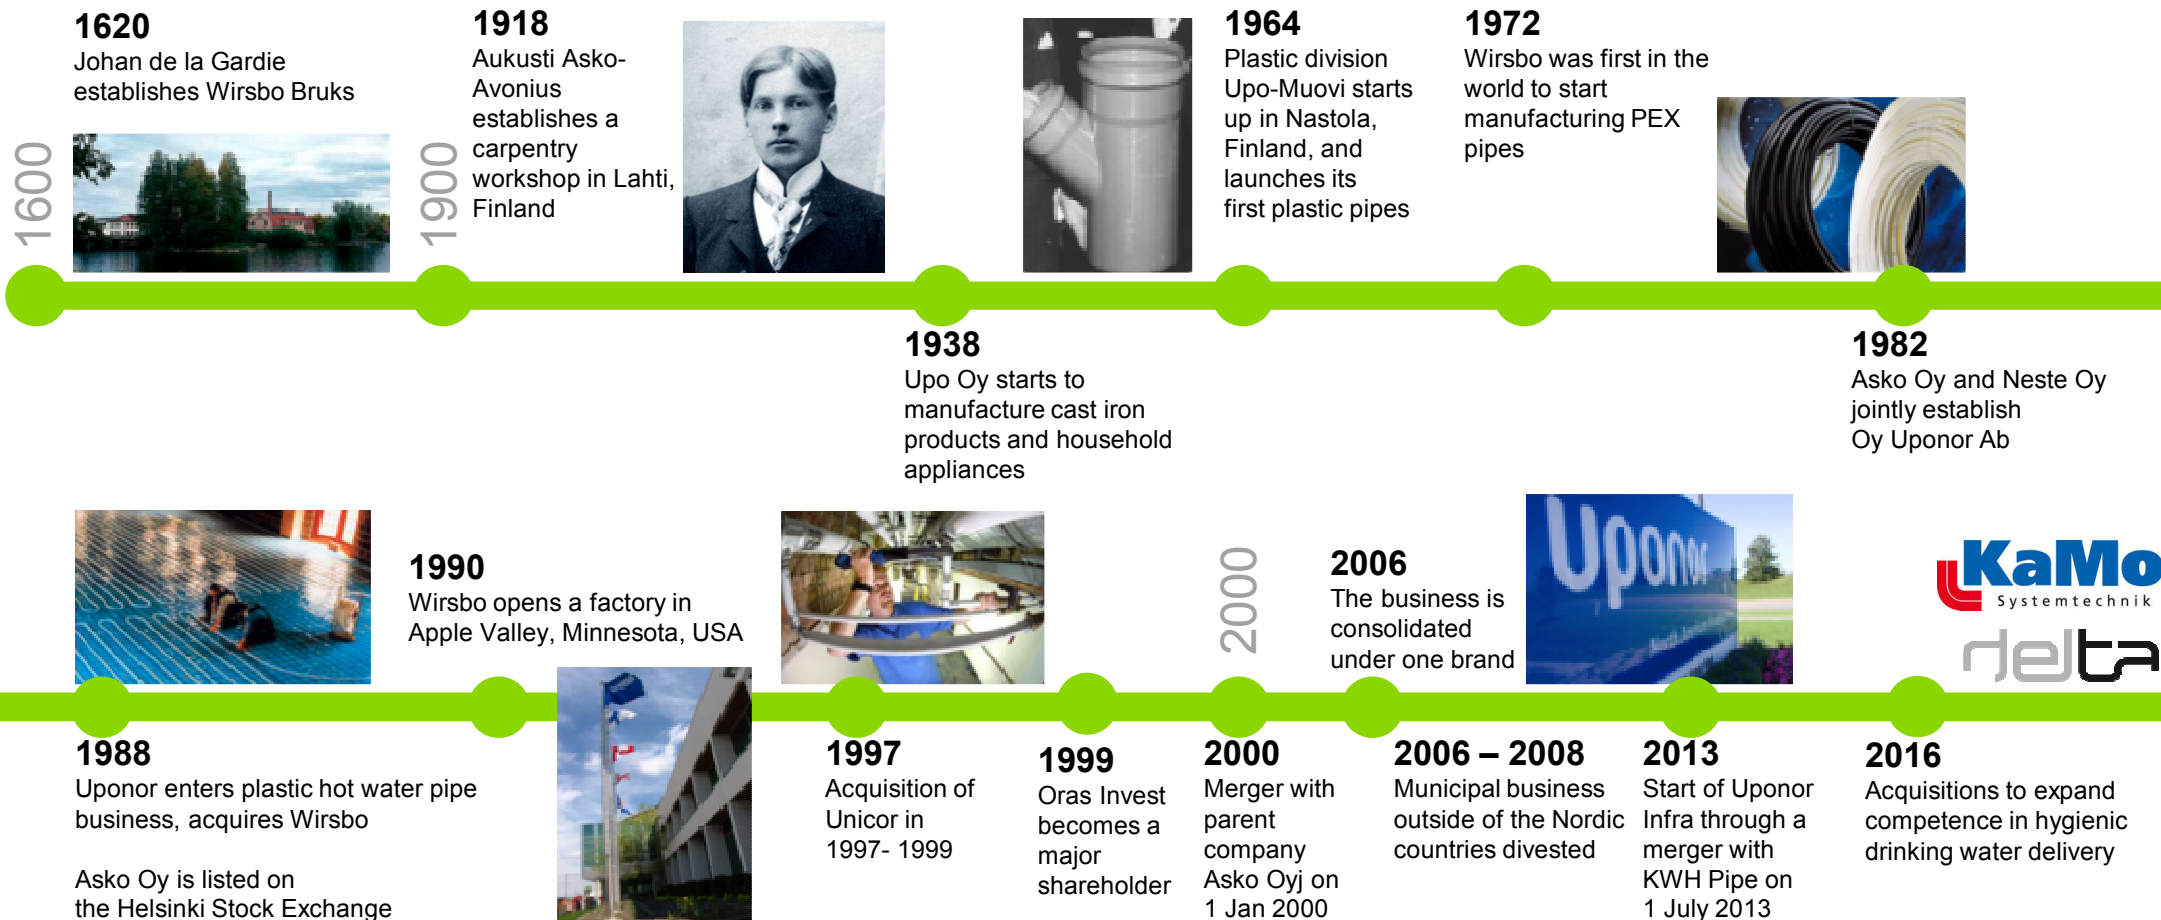 1600
1620
Johan de la Gardie
establishes Wirsbo Bruks
1900
1918
Aukusti Asko-
Avonius
establishes a
carpentry
workshop in Lahti,
Finland
1938
Upo Oy starts to
manufacture cast iron
products and household
appliances
1964
Plastic division
Upo-Muovi starts
up in Nastola,
Finland, and
launches its
first plastic pipes
1972
Wirsbo was first in the
world to start
manufacturing PEX
pipes
1982
Asko Oy and Neste Oy
jointly establish
Oy Uponor Ab
1988
Uponor enters plastic hot water pipe
business, acquires Wirsbo
Asko Oy is listed on
the Helsinki Stock Exchange
1990
Wirsbo opens a factory in
Apple Valley, Minnesota, USA
1997
Acquisition of
Unicor in
1997- 1999
1999
Oras Invest
becomes a
major
shareholder
2000
2000
Merger with
parent
company
Asko Oyj on
1 Jan 2000
2006
The business is
consolidated
under one brand
2006 – 2008
Municipal business
outside of the Nordic
countries divested
Uponor
2013
Start of Uponor
Infra through a
merger with
KWH Pipe on
1 July 2013
KaMo
Systemtechnik
delta
2016
Acquisitions to expand
competence in hygienic
drinking water delivery